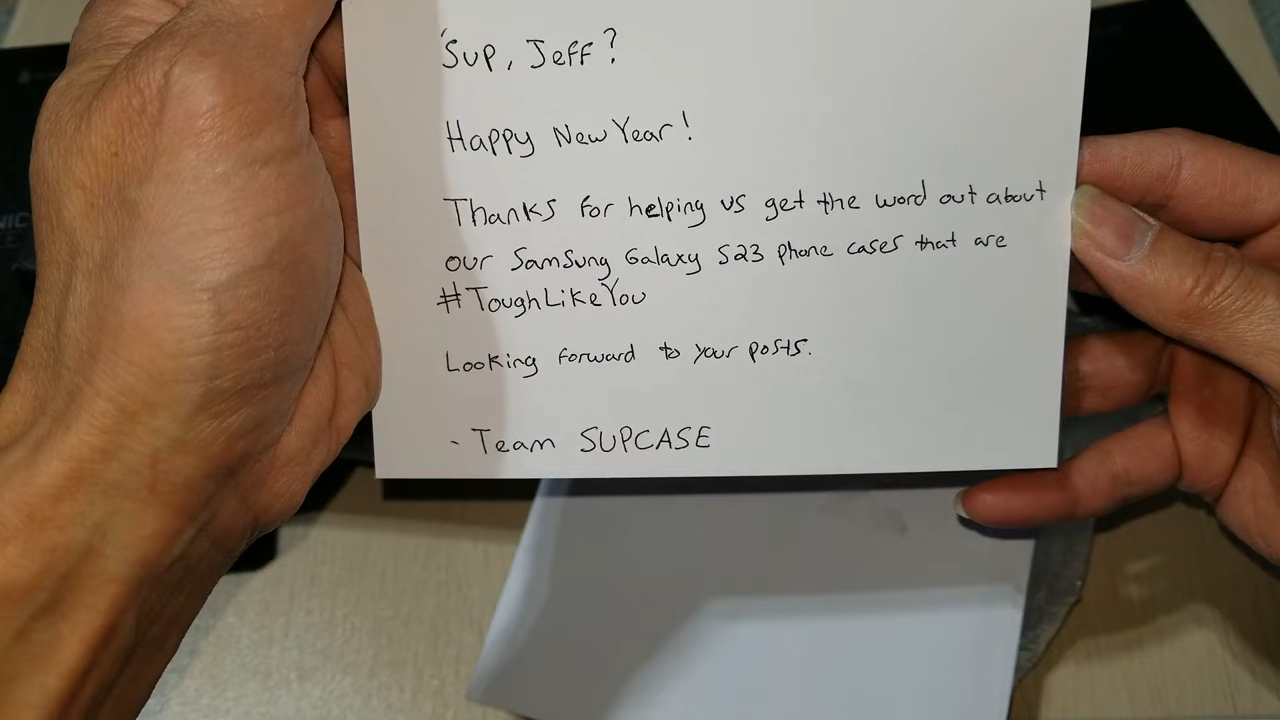 'Sup, Jeff?
Happy New Year!
Thanks for helping us get the word out about
our Samsung Galaxy S23 phone cases that are
#ToughLikeYou
Looking forward to your posts.
- Team SUPCASE